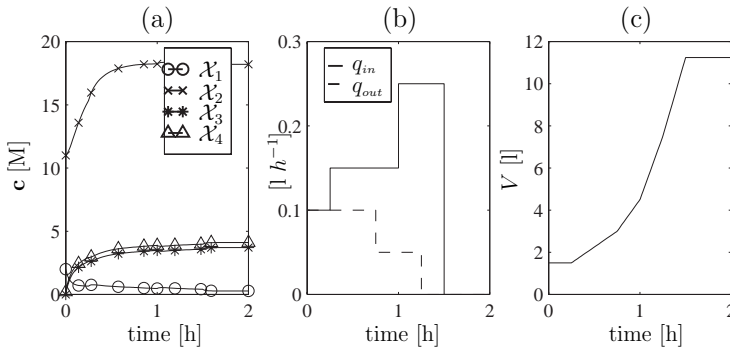 (a)
20
15
10
5
0
0
1
2
c [M]
time [h]
𝒳1
𝒳2
𝒳3
𝒳4
(b)
0.3
0.2
0.1
0
0
1
2
[l h⁻¹]
time [h]
q_in
q_out
(c)
12
10
8
6
4
2
0
0
1
2
V [l]
time [h]